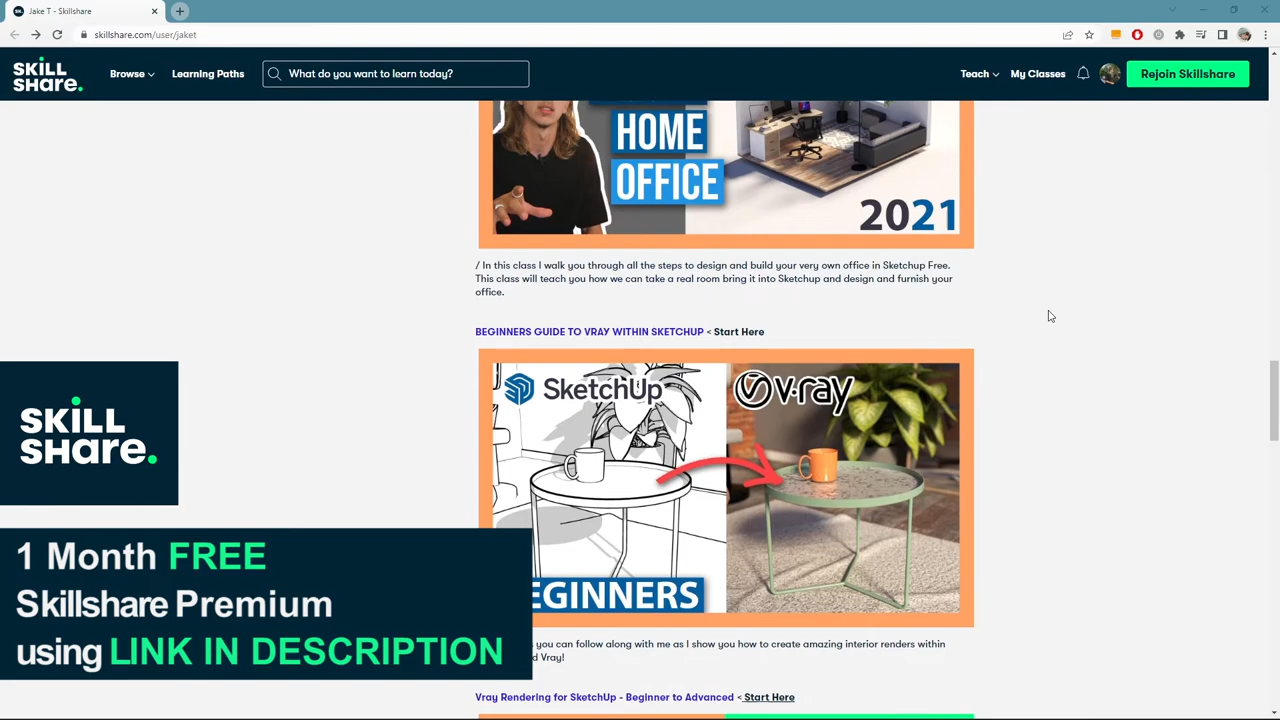 Jake T - Skillshare
skillshare.com/user/jaket
SKILL
SHARE.
Browse
Learning Paths
What do you want to learn today?
Teach
My Classes
Rejoin Skillshare
HOME
OFFICE
2021
/ In this class I walk you through all the steps to design and build your very own office in Sketchup Free.
This class will teach you how we can take a real room bring it into Sketchup and design and furnish your
office.
BEGINNERS GUIDE TO VRAY WITHIN SKETCHUP < Start Here
SketchUp
v·ray
SKILL
SHARE.
1 Month FREE
Skillshare Premium
using LINK IN DESCRIPTION
EGINNERS
you can follow along with me as I show you how to create amazing interior renders within
d Vray!
Vray Rendering for SketchUp - Beginner to Advanced < Start Here